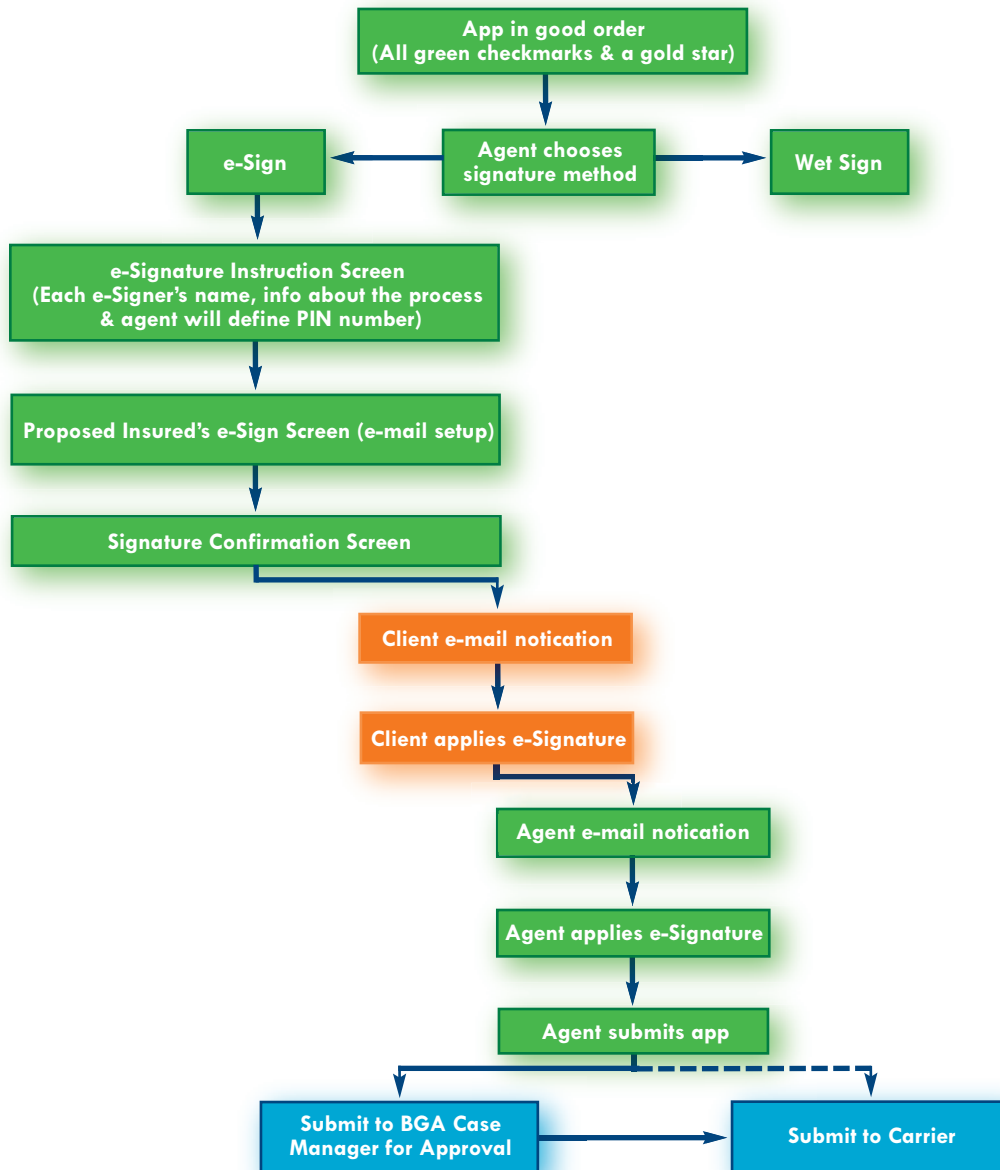 App in good order
(All green checkmarks & a gold star)
e-Sign
Agent chooses
signature method
Wet Sign
e-Signature Instruction Screen
(Each e-Signer’s name, info about the process
& agent will define PIN number)
Proposed Insured’s e-Sign Screen (e-mail setup)
Signature Confirmation Screen
Client e-mail notication
Client applies e-Signature
Agent e-mail notication
Agent applies e-Signature
Agent submits app
Submit to BGA Case
Manager for Approval
Submit to Carrier